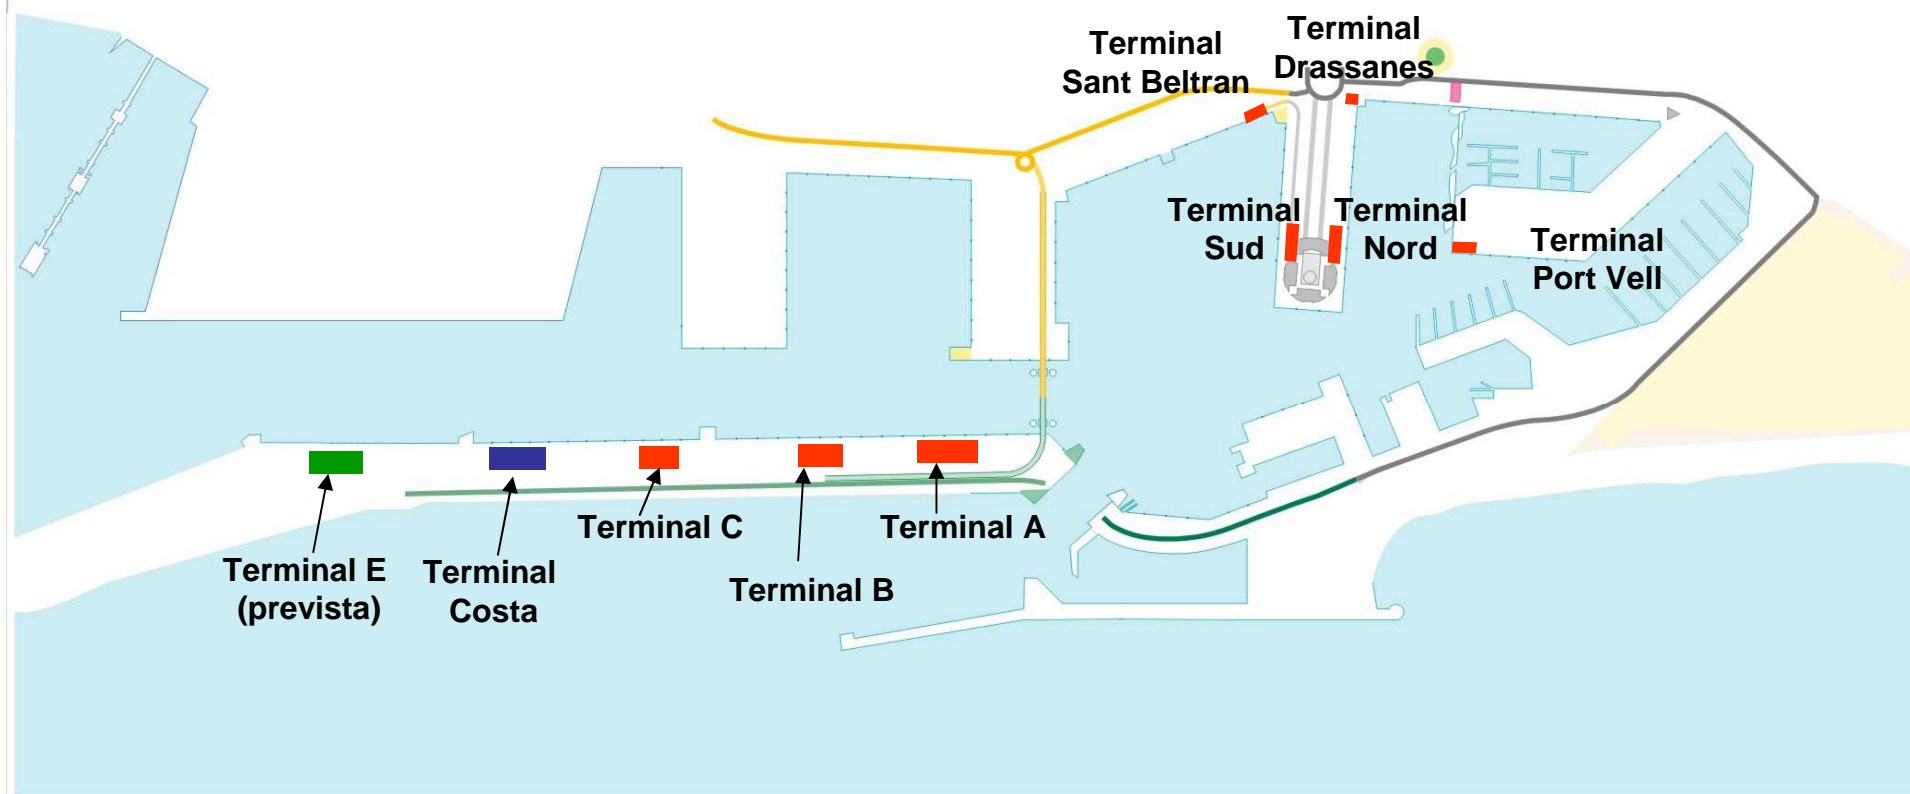 Terminal
Sant Beltran
Terminal
Drassanes
Terminal
Sud
Terminal
Nord
Terminal
Port Vell
Terminal E
(prevista)
Terminal
Costa
Terminal C
Terminal B
Terminal A